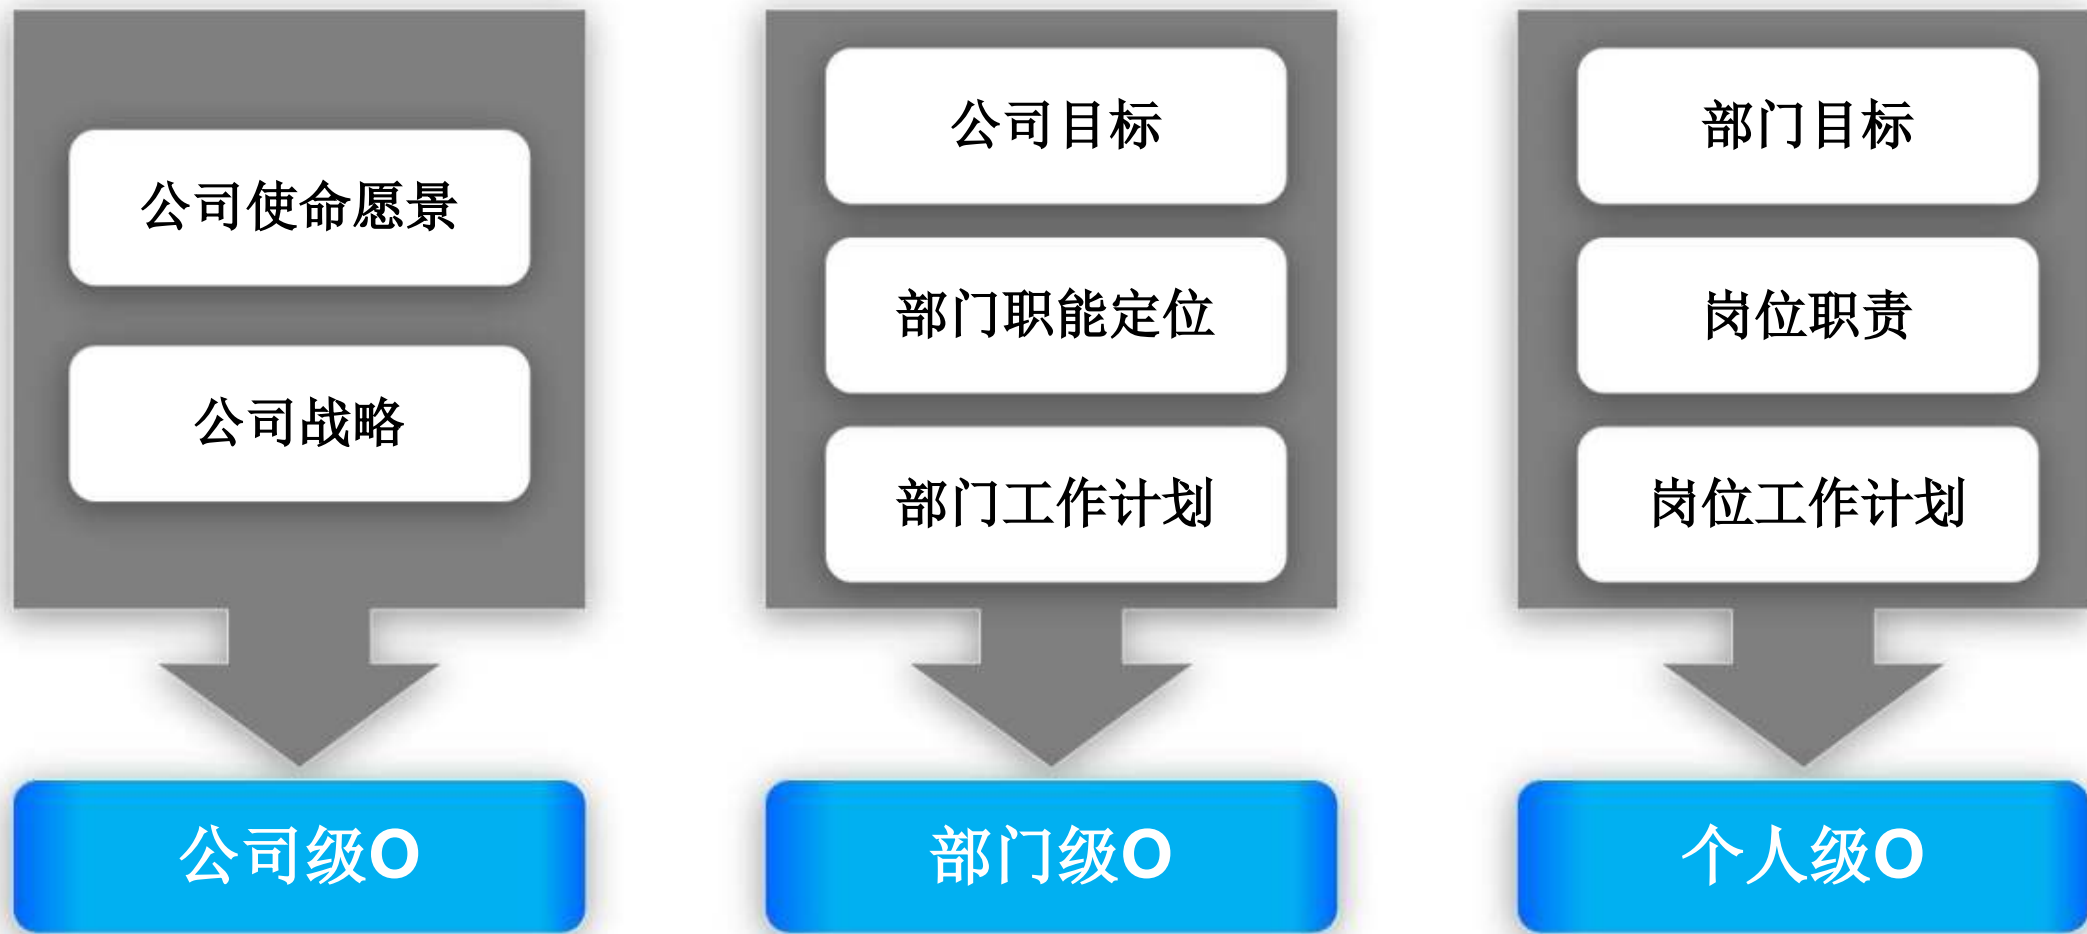 公司使命愿景
公司战略
公司级O
公司目标
部门职能定位
部门工作计划
部门级O
部门目标
岗位职责
岗位工作计划
个人级O